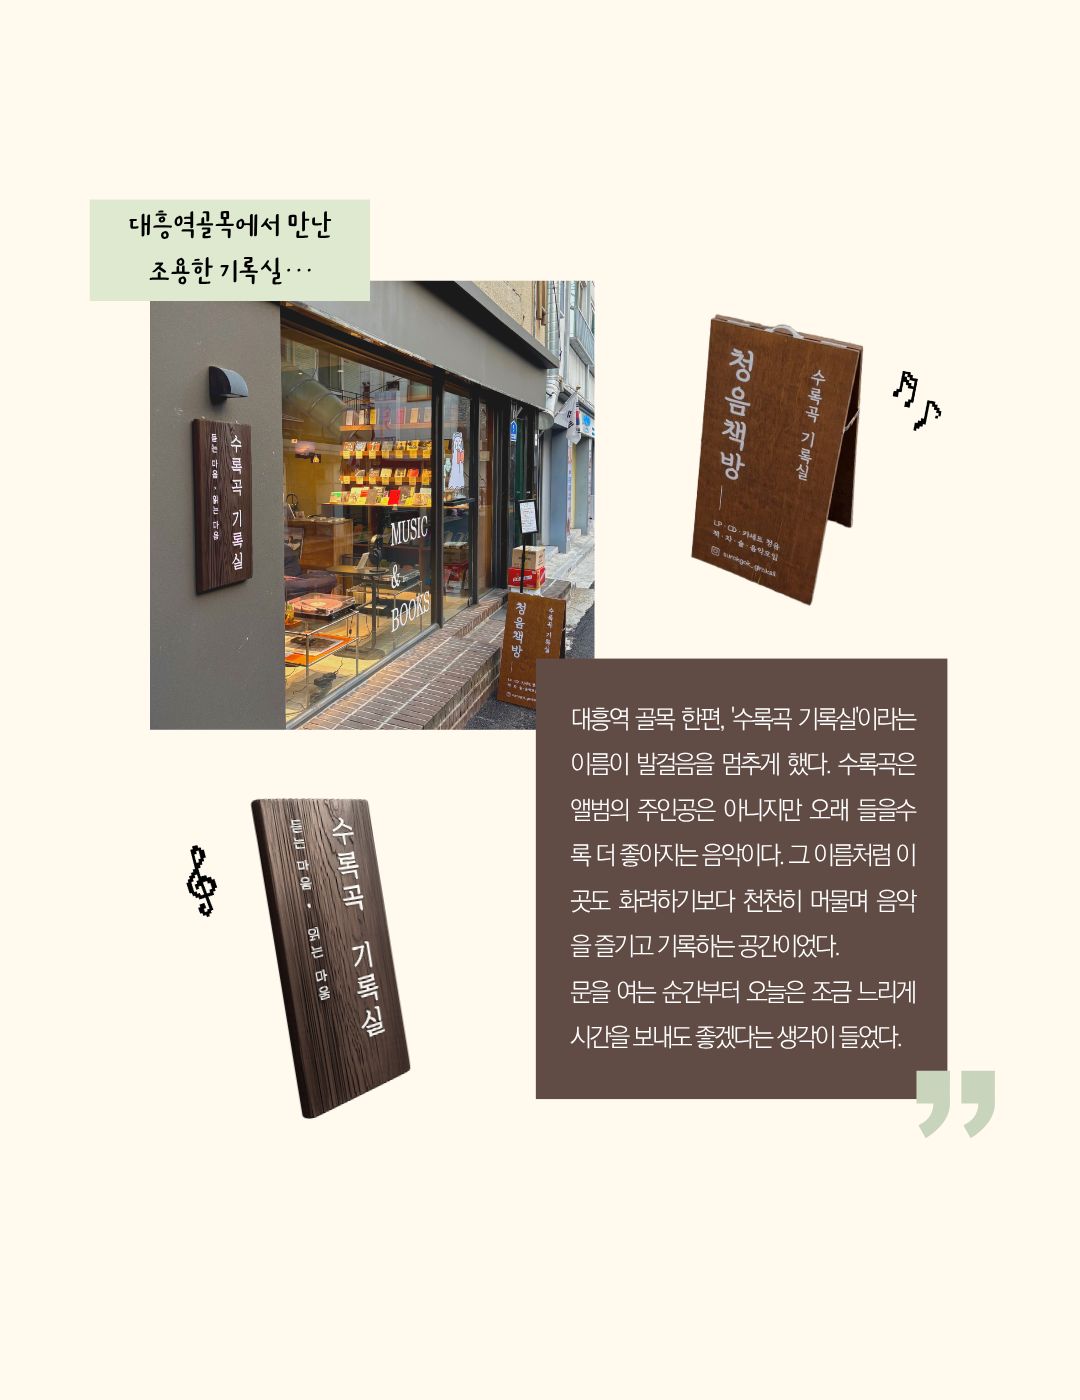 대흥역골목에서 만난
조용한 기록실...
수록곡 기록실
듣는 마음, 읽는 마음
MUSIC
&
BOOKS
청음책방
수록곡 기록실
청음책방
수록곡 기록실
LP · CD · 카세트 청음
책 · 차 · 술 · 음악모임
surokgok_giroksil
대흥역 골목 한편, '수록곡 기록실'이라는
이름이 발걸음을 멈추게 했다. 수록곡은
앨범의 주인공은 아니지만 오래 들을수
록 더 좋아지는 음악이다. 그 이름처럼 이
곳도 화려하기보다 천천히 머물며 음악
을 즐기고 기록하는 공간이었다.
문을 여는 순간부터 오늘은 조금 느리게
시간을 보내도 좋겠다는 생각이 들었다.
수록곡 기록실
듣는 마음, 읽는 마음